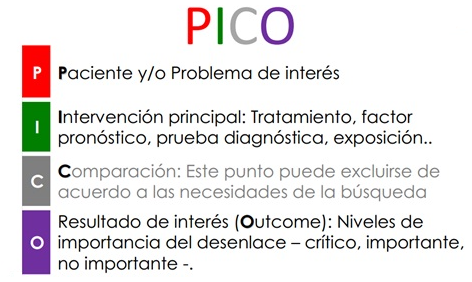 PICO
P Paciente y/o Problema de interés
I Intervención principal: Tratamiento, factor
pronóstico, prueba diagnóstica, exposición..
C Comparación: Este punto puede excluirse de
acuerdo a las necesidades de la búsqueda
O Resultado de interés (Outcome): Niveles de
importancia del desenlace – crítico, importante,
no importante -.